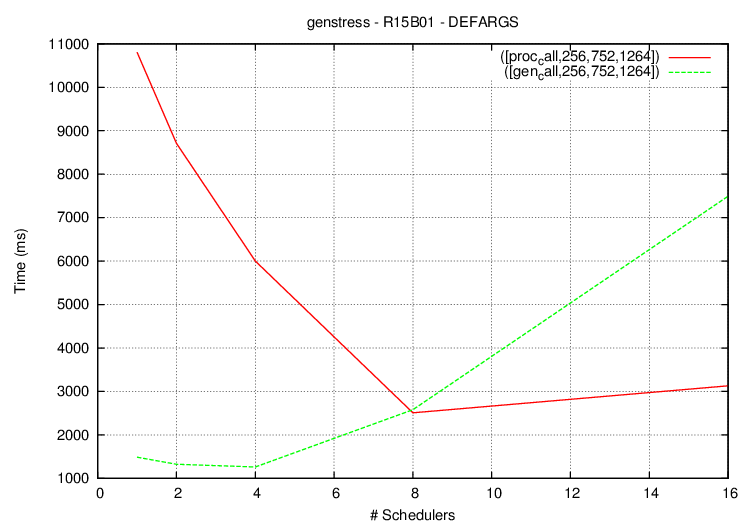 genstress - R15B01 - DEFARGS
([proc_call,256,752,1264])
([gen_call,256,752,1264])
11000
10000
9000
8000
7000
6000
5000
4000
3000
2000
1000
Time (ms)
0 2 4 6 8 10 12 14 16
# Schedulers